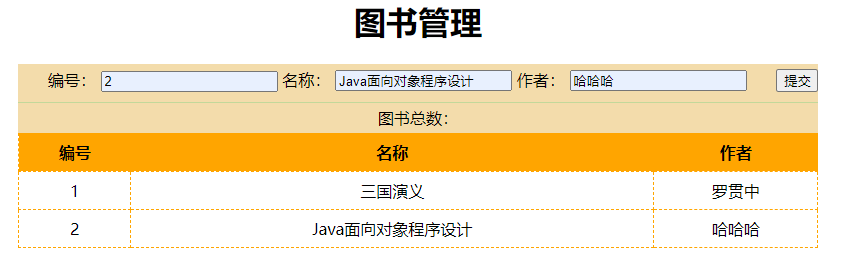 图书管理
编号： 2 名称： Java面向对象程序设计 作者： 哈哈哈 提交
图书总数：
编号 名称 作者
1 三国演义 罗贯中
2 Java面向对象程序设计 哈哈哈